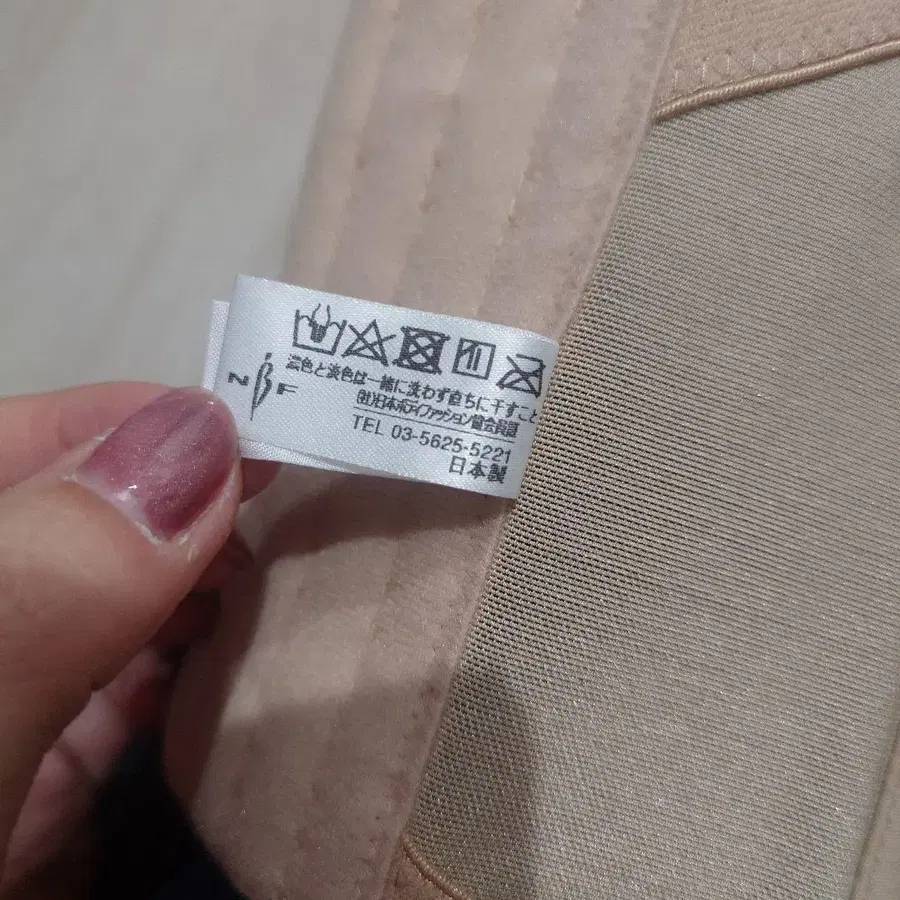 濃色と淡色は一緒に洗わず直ちに干すこと
N B F
(社)日本ボディファッション協会会員証
TEL 03-5625-5221
日本製